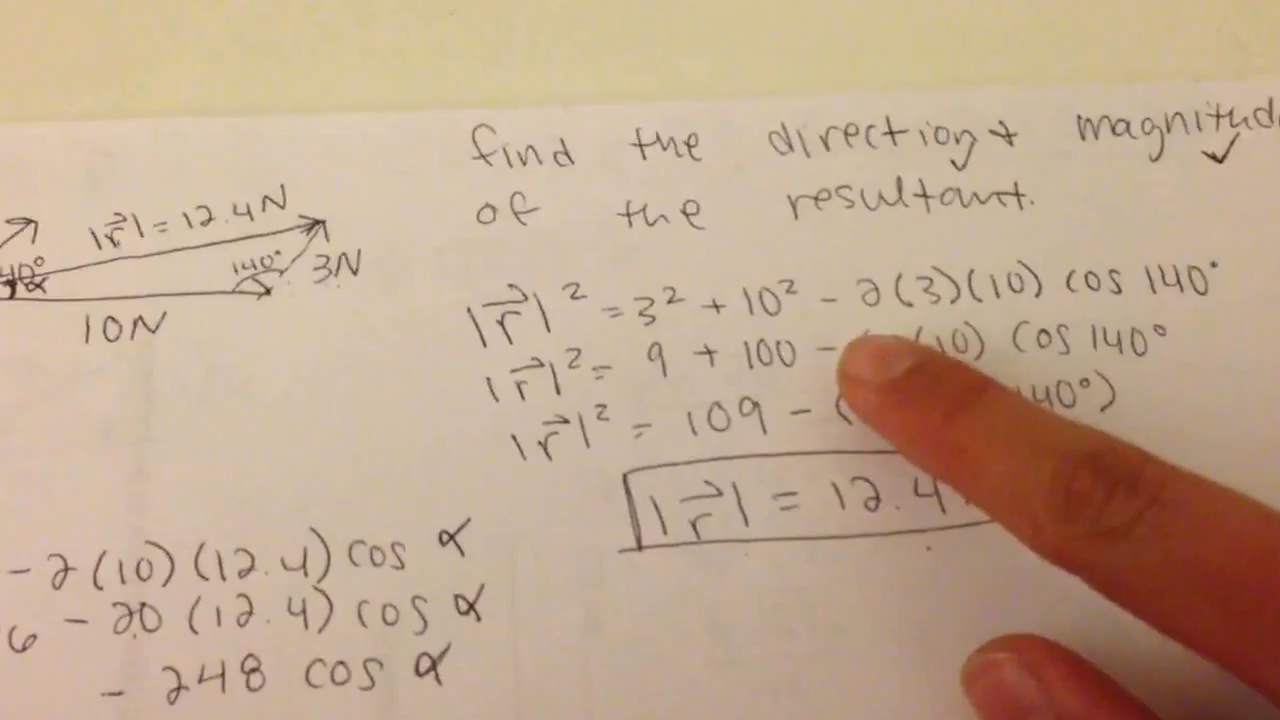 find the direction + magnitud
of the resultant.
|r⃗| = 12.4N
40°
α
140°
3N
10N
|r⃗|² = 3² + 10² - 2(3)(10) cos 140°
|r⃗|² = 9 + 100 - (10) cos 140°
|r⃗|² = 109 - ( 40°)
|r⃗| = 12.4
- 2(10)(12.4) cos α
6 - 20(12.4) cos α
- 248 cos α